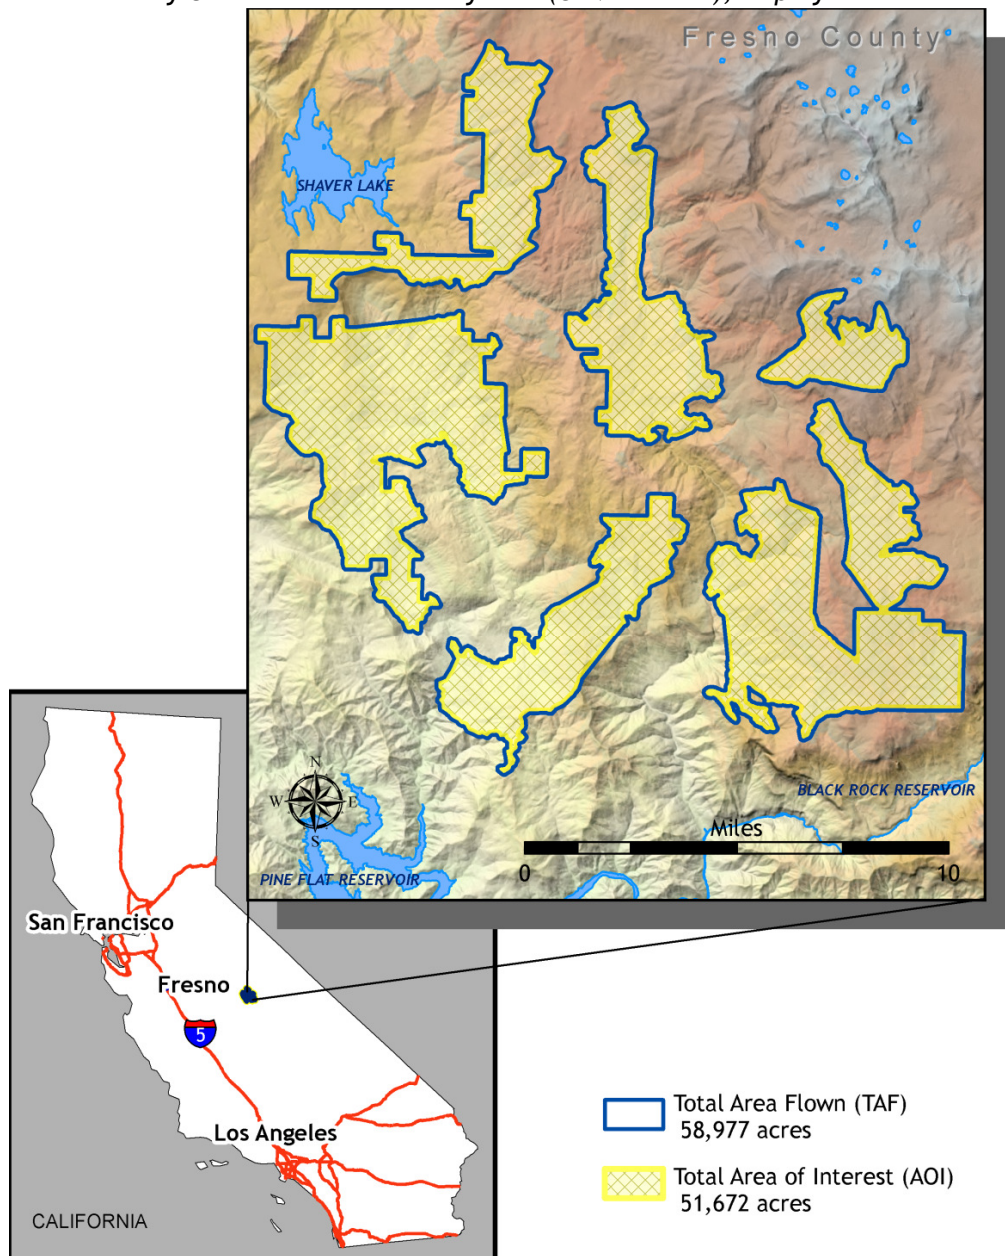 Fresno County
SHAVER LAKE
BLACK ROCK RESERVOIR
N
W
E
S
Miles
0
10
PINE FLAT RESERVOIR
San Francisco
Fresno
5
Los Angeles
CALIFORNIA
Total Area Flown (TAF)
58,977 acres
Total Area of Interest (AOI)
51,672 acres